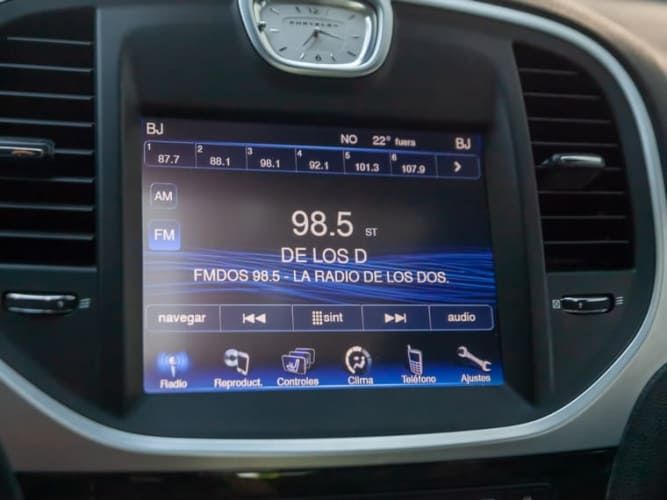 CHRYSLER
BJ NO 22° fuera BJ
1 87.7 2 88.1 3 98.1 4 92.1 5 101.3 6 107.9
AM
98.5 ST
FM
DE LOS D
FMDOS 98.5 - LA RADIO DE LOS DOS.
navegar sint audio
Radio Reproduct. Controles Clima Teléfono Ajustes